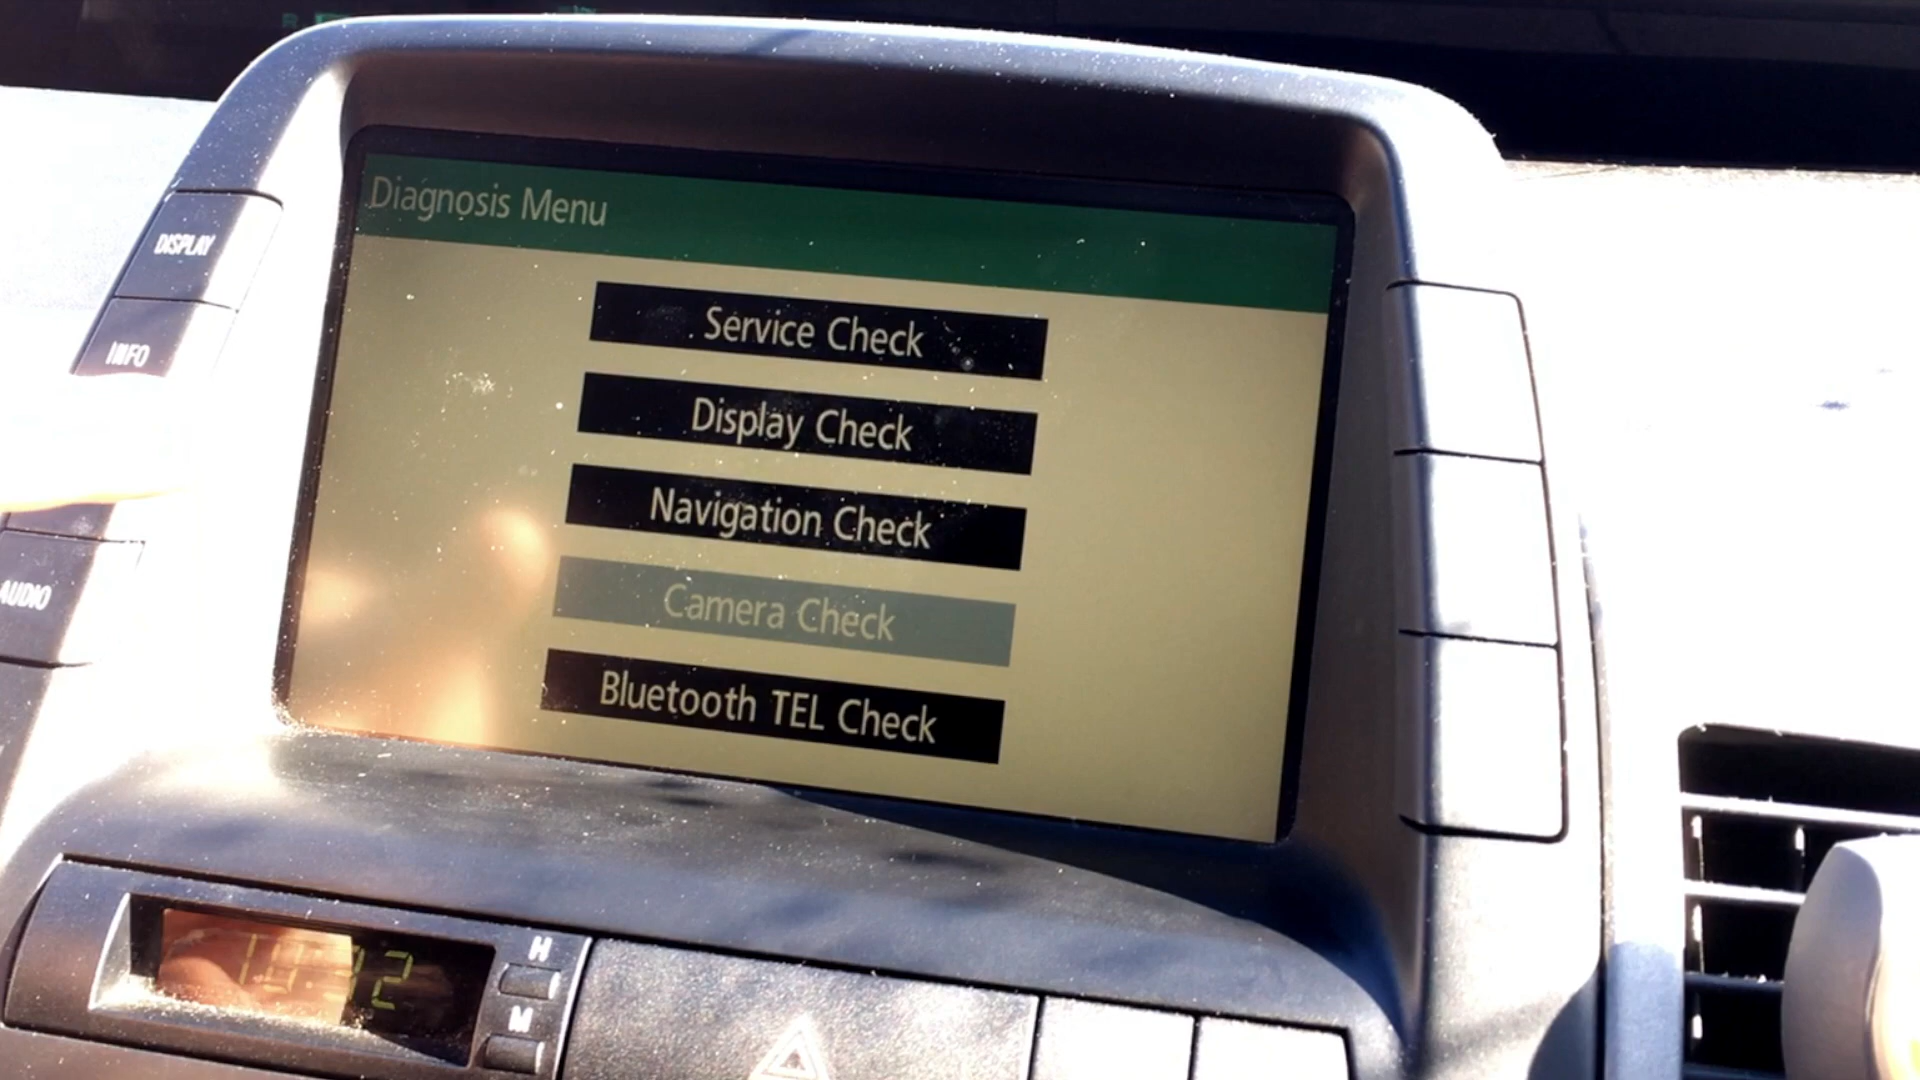 Diagnosis Menu
DISPLAY
INFO
AUDIO
Service Check
Display Check
Navigation Check
Camera Check
Bluetooth TEL Check
H
M